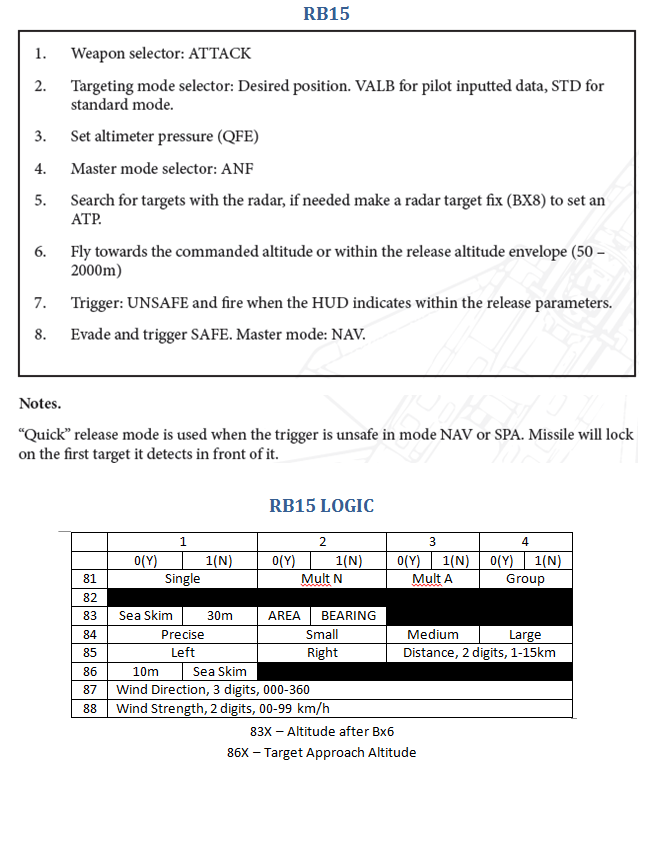 RB15
1. Weapon selector: ATTACK
2. Targeting mode selector: Desired position. VALB for pilot inputted data, STD for
standard mode.
3. Set altimeter pressure (QFE)
4. Master mode selector: ANF
5. Search for targets with the radar, if needed make a radar target fix (BX8) to set an
ATP.
6. Fly towards the commanded altitude or within the release altitude envelope (50 –
2000m)
7. Trigger: UNSAFE and fire when the HUD indicates within the release parameters.
8. Evade and trigger SAFE. Master mode: NAV.
Notes.
“Quick” release mode is used when the trigger is unsafe in mode NAV or SPA. Missile will lock
on the first target it detects in front of it.
RB15 LOGIC
1 2 3 4
0(Y) 1(N) 0(Y) 1(N) 0(Y) 1(N) 0(Y) 1(N)
81 Single Mult N Mult A Group
82
83 Sea Skim 30m AREA BEARING
84 Precise Small Medium Large
85 Left Right Distance, 2 digits, 1-15km
86 10m Sea Skim
87 Wind Direction, 3 digits, 000-360
88 Wind Strength, 2 digits, 00-99 km/h
83X – Altitude after Bx6
86X – Target Approach Altitude